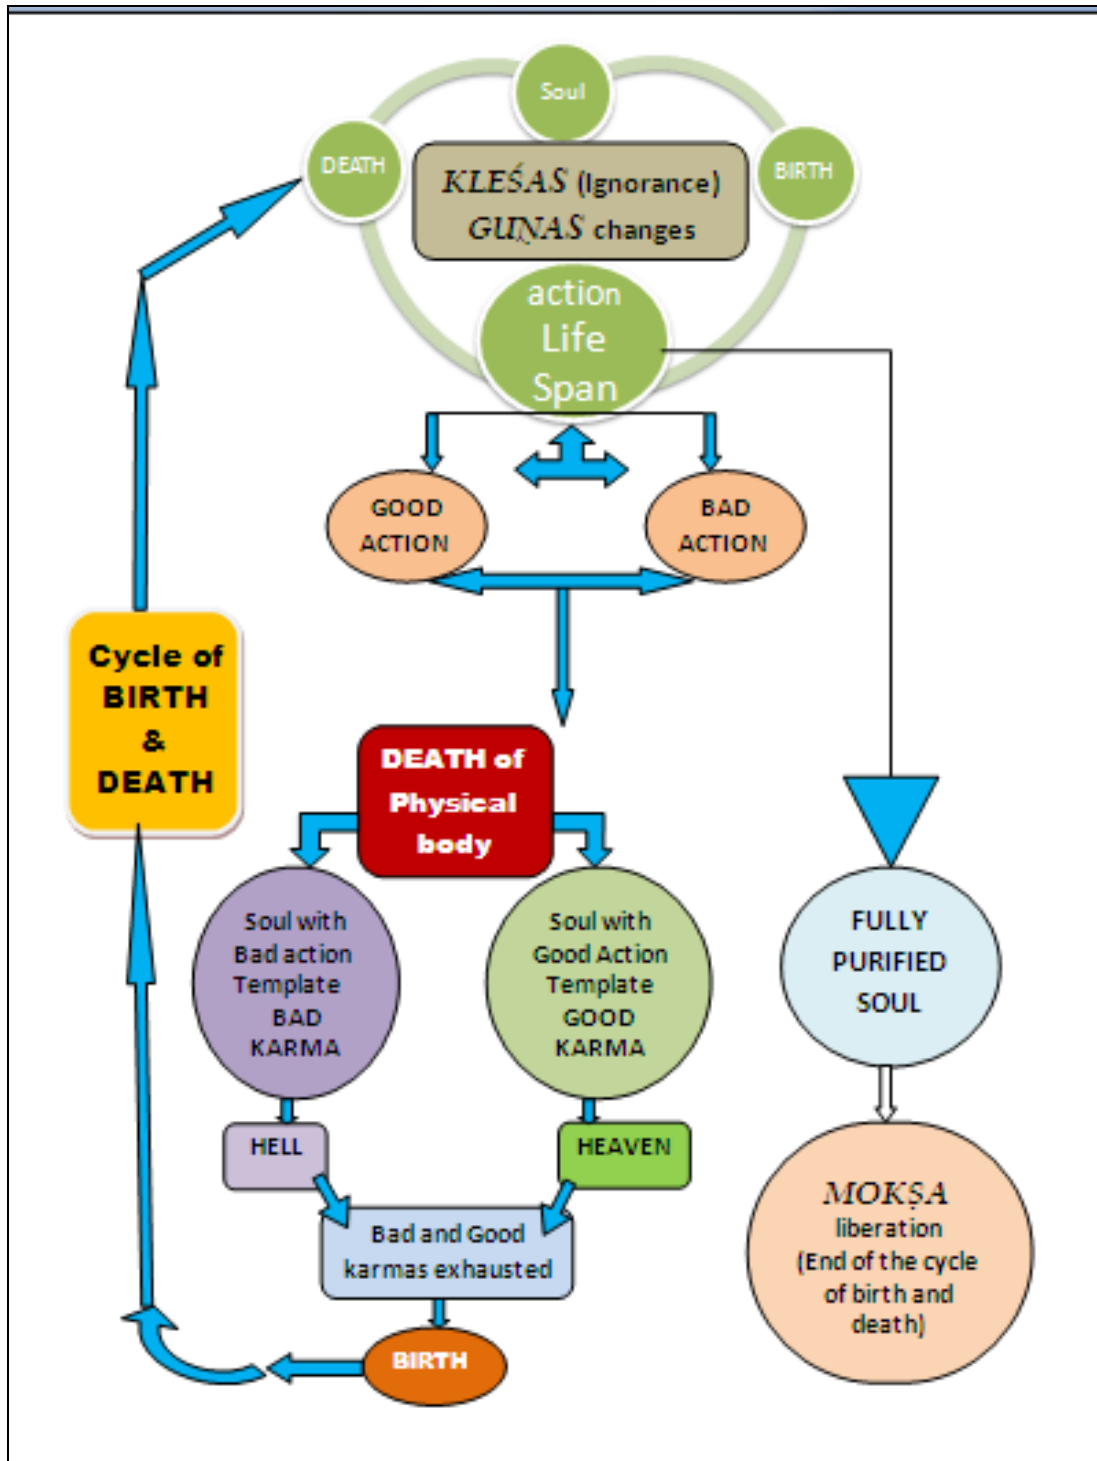 Soul
DEATH
BIRTH
KLEŚAS (Ignorance)
GUṆAS changes
action
Life
Span
GOOD
ACTION
BAD
ACTION
Cycle of
BIRTH
&
DEATH
DEATH of
Physical
body
Soul with
Bad action
Template
BAD
KARMA
Soul with
Good Action
Template
GOOD
KARMA
FULLY
PURIFIED
SOUL
HELL
HEAVEN
Bad and Good
karmas exhausted
BIRTH
MOKṢA
liberation
(End of the cycle
of birth and
death)